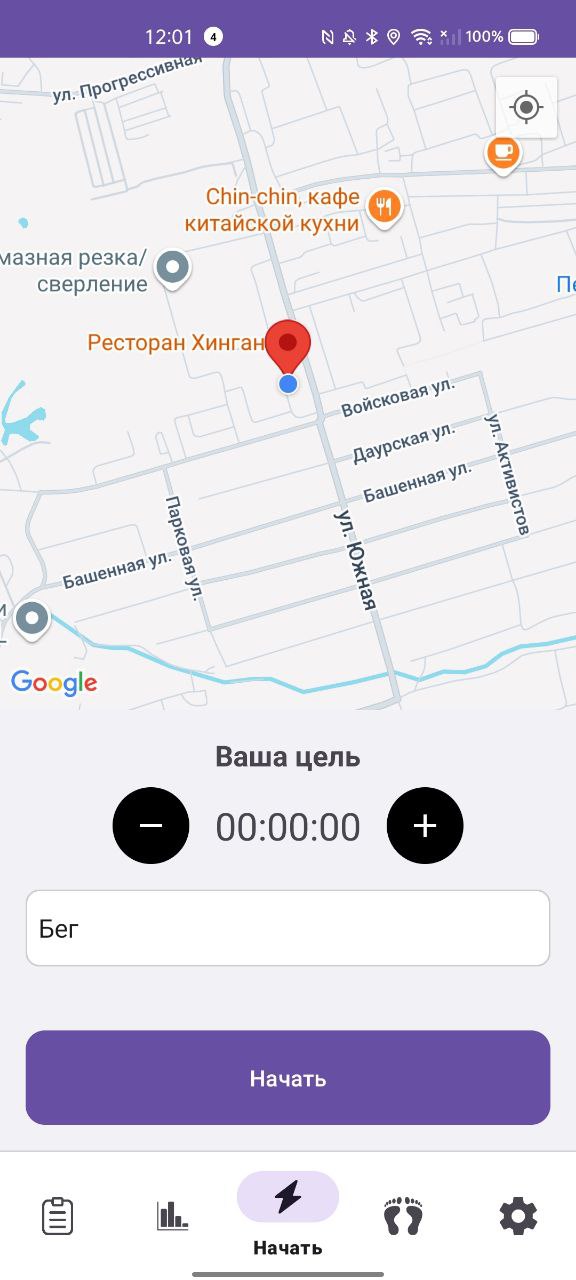 12:01 4 100%
ул. Прогрессивная
Chin-chin, кафе
китайской кухни
мазная резка/
сверление
Ресторан Хинган
Войсковая ул.
Даурская ул.
ул. Активистов
Башенная ул.
Парковая ул.
ул. Южная
Башенная ул.
Google
Ваша цель
00:00:00
Бег
Начать
Начать